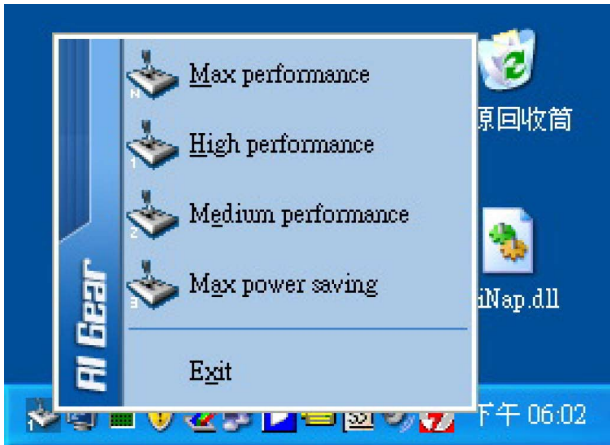 Max performance
High performance
Medium performance
Max power saving
Exit
AI Gear
原回收筒
iNap.dll
下午 06:02